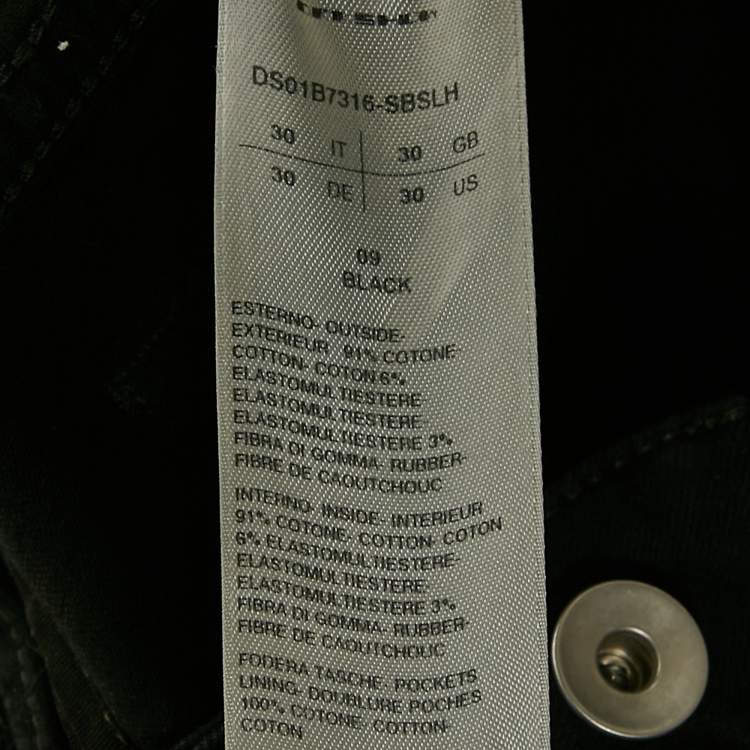 DS01B7316-SBSLH
30 IT 30 GB
30 DE 30 US
09
BLACK
ESTERNO- OUTSIDE-
EXTERIEUR 91% COTONE-
COTTON- COTON 6%
ELASTOMULTIESTERE-
ELASTOMULTIESTERE-
ELASTOMULTIESTERE 3%
FIBRA DI GOMMA- RUBBER-
FIBRE DE CAOUTCHOUC
INTERNO- INSIDE- INTERIEUR
91% COTONE- COTTON- COTON
6% ELASTOMULTIESTERE-
ELASTOMULTIESTERE-
ELASTOMULTIESTERE 3%
FIBRA DI GOMMA- RUBBER-
FIBRE DE CAOUTCHOUC
FODERA TASCHE- POCKETS
LINING- DOUBLURE POCHES
100% COTONE- COTTON-
COTON